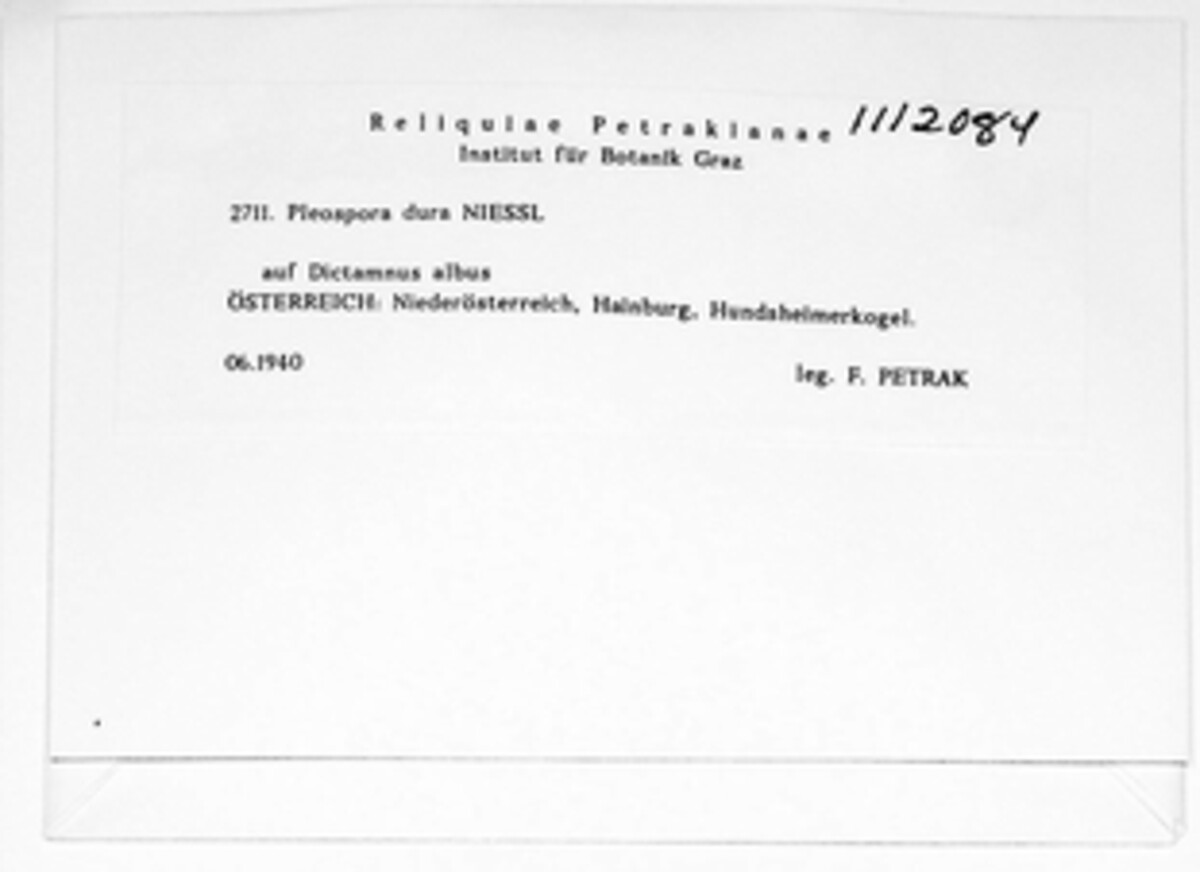 Reliquiae Petrakianae 1112084
Institut für Botanik Graz
2711. Pleospora dura NIESSL
auf Dictamnus albus
ÖSTERREICH: Niederösterreich, Hainburg, Hundsheimerkogel.
06.1940
leg. F. PETRAK